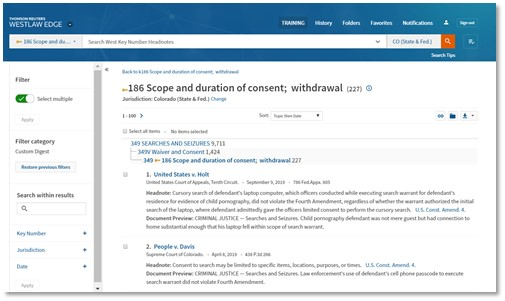 THOMSON REUTERS
WESTLAW EDGE
TRAINING History Folders Favorites Notifications Sign out
186 Scope and du... Search West Key Number Headnotes CO (State & Fed.)
Search Tips
Filter
Select multiple
Apply
Filter category
Custom Digest
Restore previous filters
Search within results
Key Number +
Jurisdiction +
Date +
Apply
Back to k186 Scope and duration of consent; withdrawal
186 Scope and duration of consent; withdrawal (227)
Jurisdiction: Colorado (State & Fed.) Change
1 - 100
Sort: Topic then Date
Select all items • No items selected
349 SEARCHES AND SEIZURES 9,711
349V Waiver and Consent 1,424
349 186 Scope and duration of consent; withdrawal 227
1. United States v. Holt
United States Court of Appeals, Tenth Circuit. • September 9, 2019 • 786 Fed.Appx. 805
Headnote: Cursory search of defendant's laptop computer, which officers conducted while executing search warrant for defendant's
residence for evidence of child pornography, did not violate the Fourth Amendment, regardless of whether the warrant authorized the initial
search of the laptop, where defendant admittedly gave the officers limited consent to perform the cursory search. U.S. Const. Amend. 4.
Document Preview: CRIMINAL JUSTICE — Searches and Seizures. Child pornography defendant was not mere guest but had connection to
home substantial enough that his laptop fell within scope of search warrant.
2. People v. Davis
Supreme Court of Colorado. • April 8, 2019 • 438 P.3d 266
Headnote: Consent to search may be limited to specific items, locations, purposes, or times. U.S. Const. Amend. 4.
Document Preview: CRIMINAL JUSTICE — Searches and Seizures. Law enforcement's use of defendant's cell phone passcode to execute
search warrant did not violate Fourth Amendment.